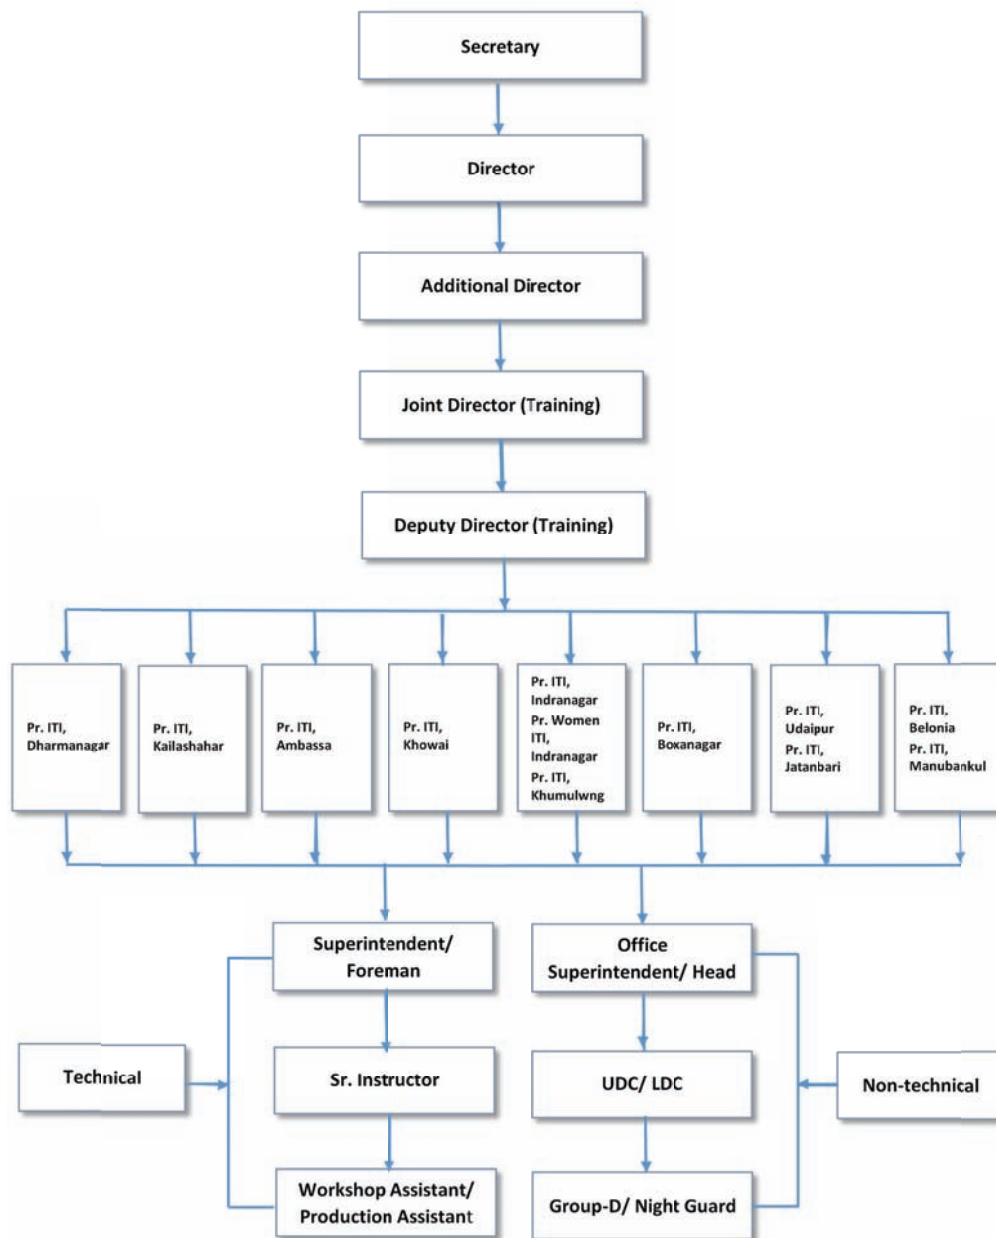 Secretary
Director
Additional Director
Joint Director (Training)
Deputy Director (Training)
Pr. ITI,
Dharmanagar
Pr. ITI,
Kailashahar
Pr. ITI,
Ambassa
Pr. ITI,
Khowai
Pr. ITI,
Indranagar
Pr. Women
ITI,
Indranagar
Pr. ITI,
Khumulwng
Pr. ITI,
Boxanagar
Pr. ITI,
Udaipur
Pr. ITI,
Jatanbari
Pr. ITI,
Belonia
Pr. ITI,
Manubankul
Superintendent/
Foreman
Office
Superintendent/ Head
Technical
Sr. Instructor
UDC/ LDC
Non-technical
Workshop Assistant/
Production Assistant
Group-D/ Night Guard